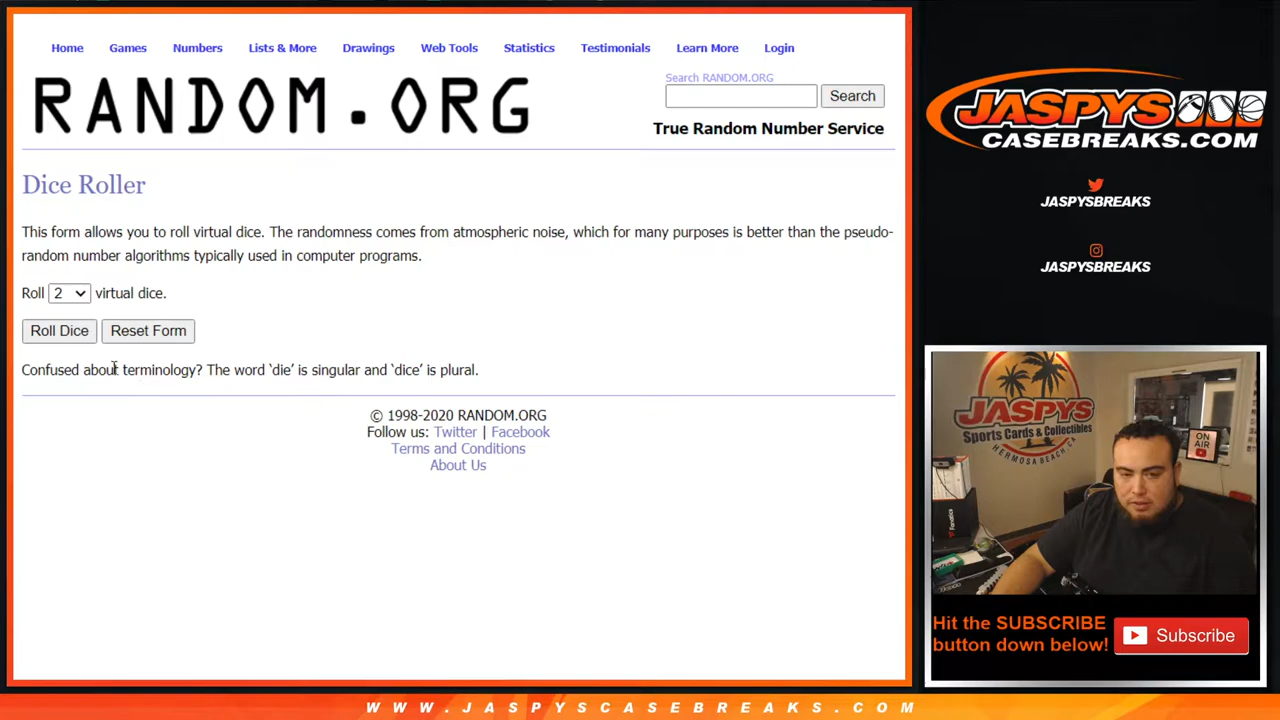 Home Games Numbers Lists & More Drawings Web Tools Statistics Testimonials Learn More Login
RANDOM.ORG
Search RANDOM.ORG
Search
True Random Number Service
Dice Roller
This form allows you to roll virtual dice. The randomness comes from atmospheric noise, which for many purposes is better than the pseudo-
random number algorithms typically used in computer programs.
Roll 2 virtual dice.
Roll Dice Reset Form
Confused about terminology? The word ‘die’ is singular and ‘dice’ is plural.
© 1998-2020 RANDOM.ORG
Follow us: Twitter | Facebook
Terms and Conditions
About Us
JASPYS
CASEBREAKS.COM
JASPYSBREAKS
JASPYSBREAKS
JASPYS
Sports Cards & Collectibles
HERMOSA BEACH, CA
ON
AIR
Fanatics
Hit the SUBSCRIBE
button down below!
Subscribe
WWW.JASPYSCASEBREAKS.COM